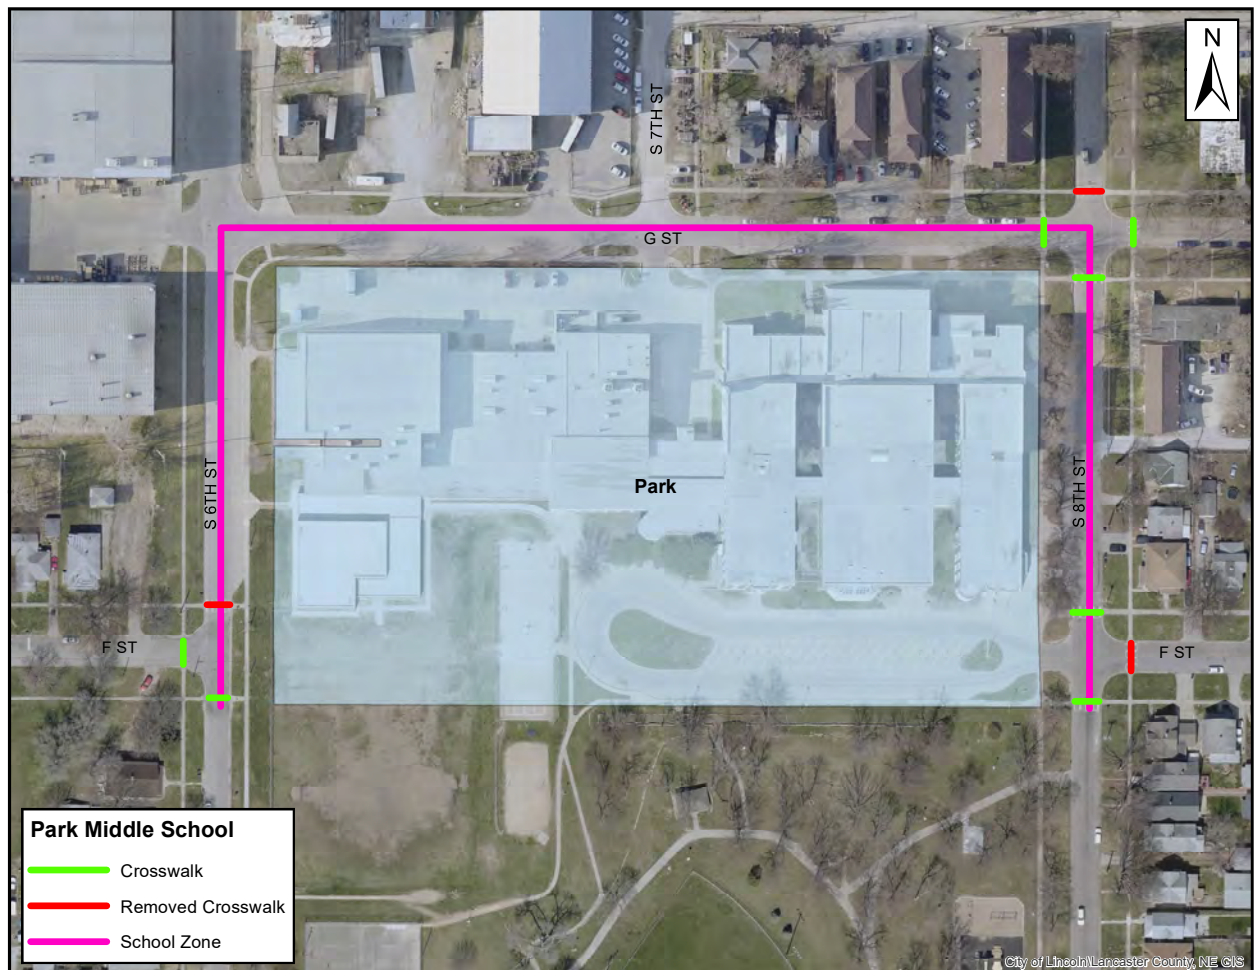 N
S 7TH ST
G ST
S 6TH ST
Park
S 8TH ST
F ST
F ST
Park Middle School
Crosswalk
Removed Crosswalk
School Zone
City of Lincoln\Lancaster County, NE GIS